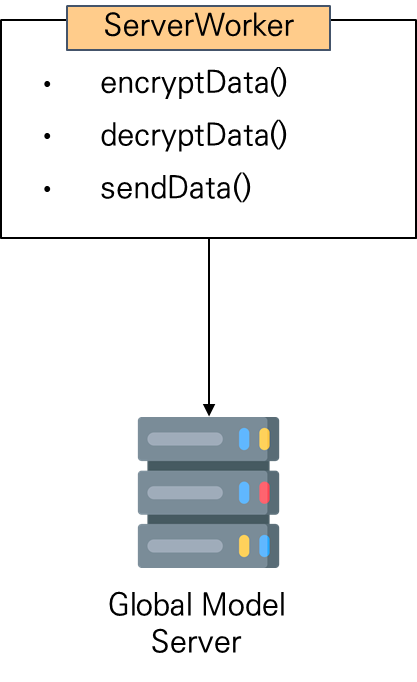 ServerWorker
• encryptData()
• decryptData()
• sendData()
Global Model
Server